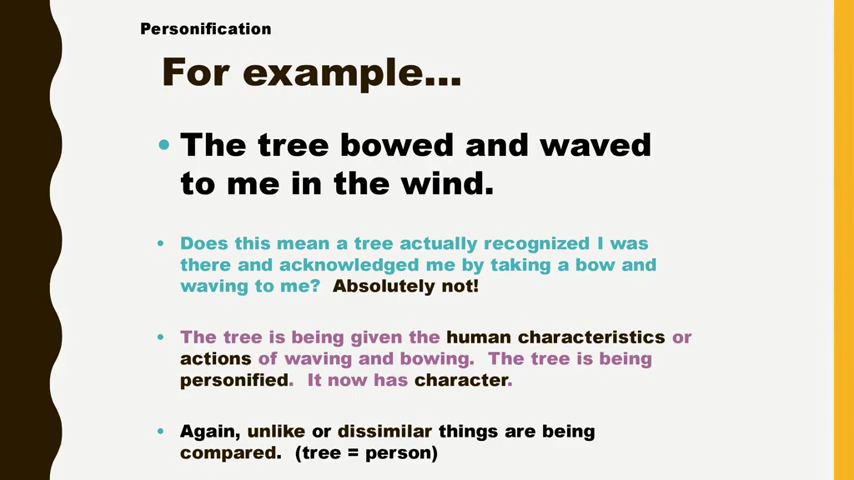 Personification
For example...
• The tree bowed and waved
to me in the wind.
• Does this mean a tree actually recognized I was
there and acknowledged me by taking a bow and
waving to me?  Absolutely not!
• The tree is being given the human characteristics or
actions of waving and bowing.  The tree is being
personified.  It now has character.
• Again, unlike or dissimilar things are being
compared.  (tree = person)